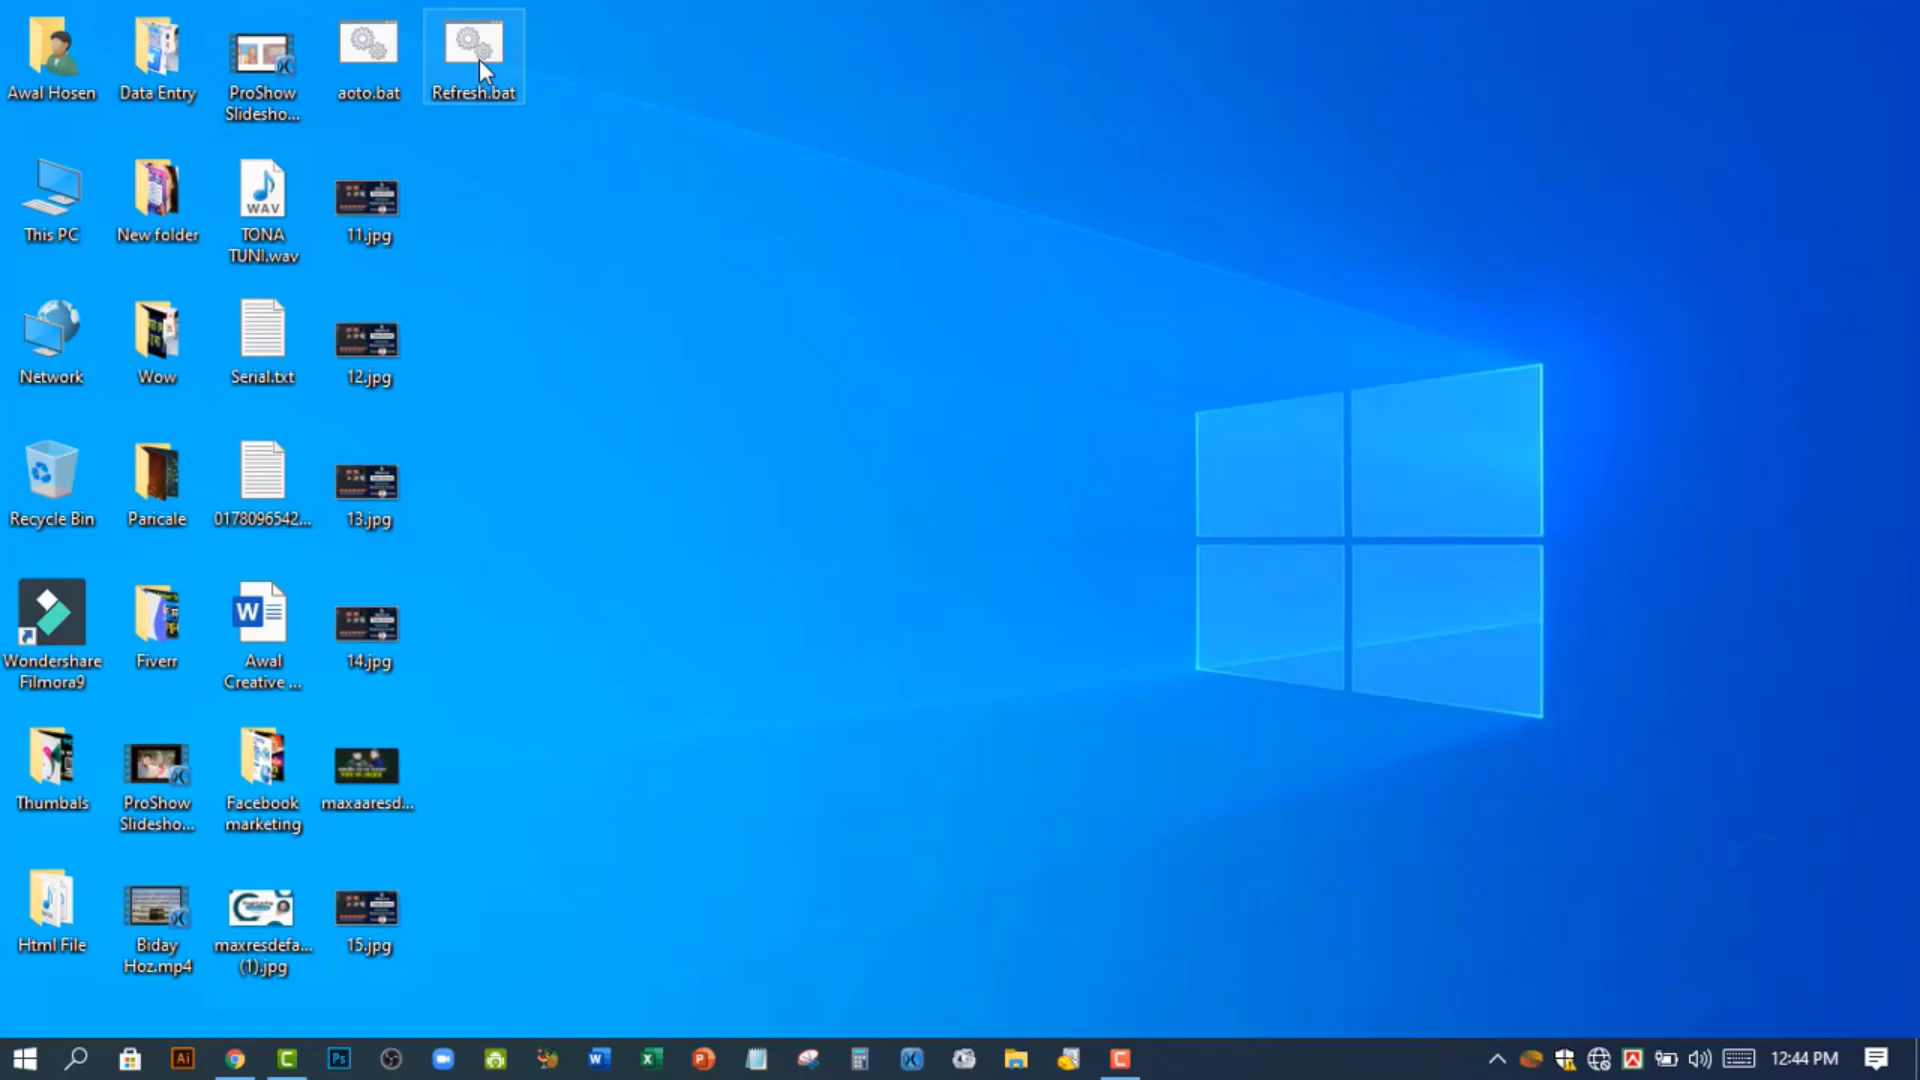 Awal Hosen
Data Entry
ProShow
Slidesho...
aoto.bat
Refresh.bat
This PC
New folder
WAV
TONA
TUNI.wav
11.jpg
Network
Wow
Serial.txt
12.jpg
Recycle Bin
Paricale
0178096542...
13.jpg
Wondershare
Filmora9
Fiverr
W
Awal
Creative ...
14.jpg
Thumbals
ProShow
Slidesho...
Facebook
marketing
maxaaresd...
Html File
Biday
Hoz.mp4
maxresdefa...
(1).jpg
15.jpg
Ai
Ps
W
X
P
12:44 PM